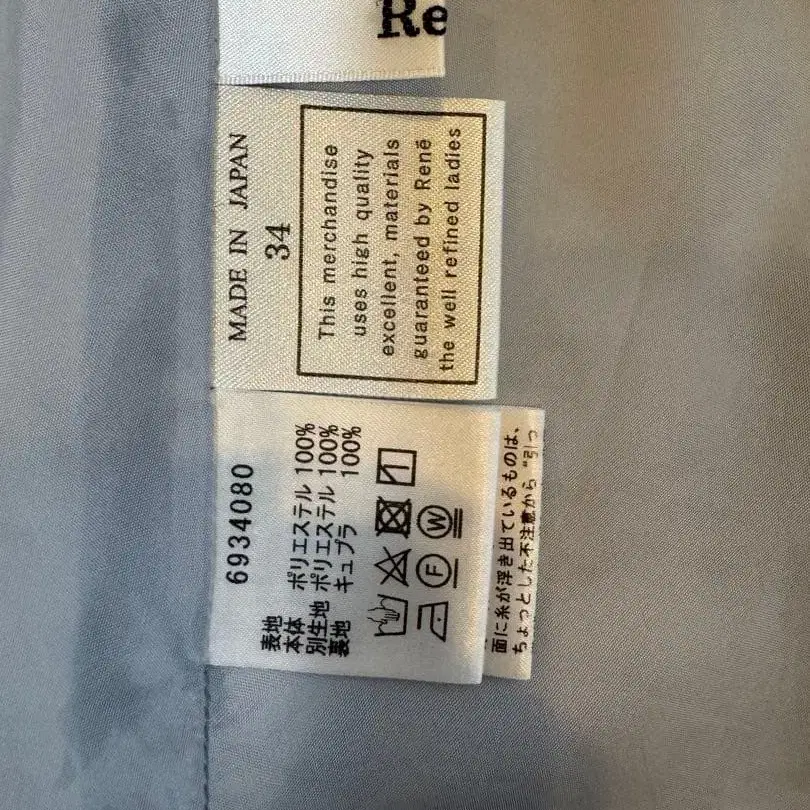 Re
MADE IN JAPAN
34
This merchandise
uses high quality
excellent, materials
guaranteed by René
the well refined ladies
6934080
表地
本体 ポリエステル 100%
別生地 ポリエステル 100%
裏地 キュプラ 100%
F W
面に糸が浮き出ているものは、
ちょっとした不注意から“引っ